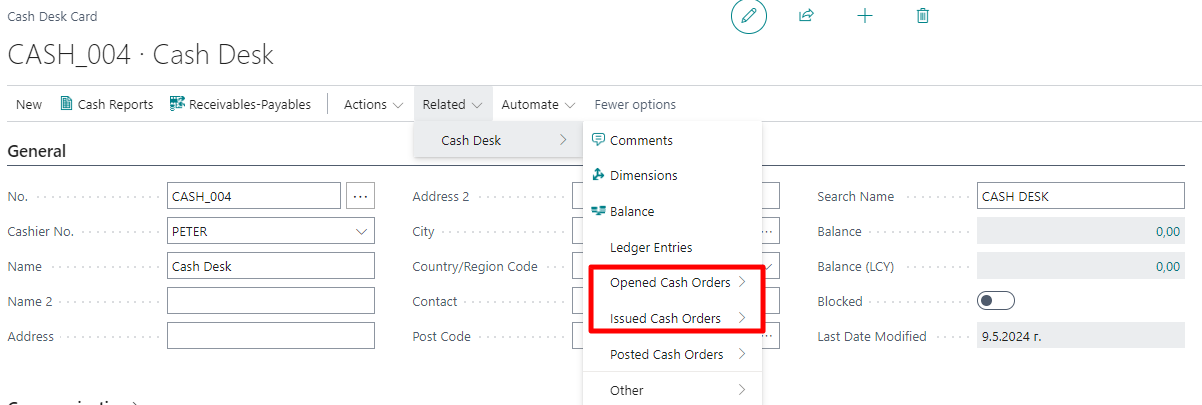 Cash Desk Card
CASH_004 · Cash Desk
New Cash Reports Receivables-Payables Actions Related Automate Fewer options
Cash Desk
Comments
Dimensions
Balance
Ledger Entries
Opened Cash Orders
Issued Cash Orders
Posted Cash Orders
Other
General
No. CASH_004 ...
Cashier No. PETER
Name Cash Desk
Name 2
Address
Address 2
City
Country/Region Code
Contact
Post Code
Search Name CASH DESK
Balance 0,00
Balance (LCY) 0,00
Blocked
Last Date Modified 9.5.2024 г.